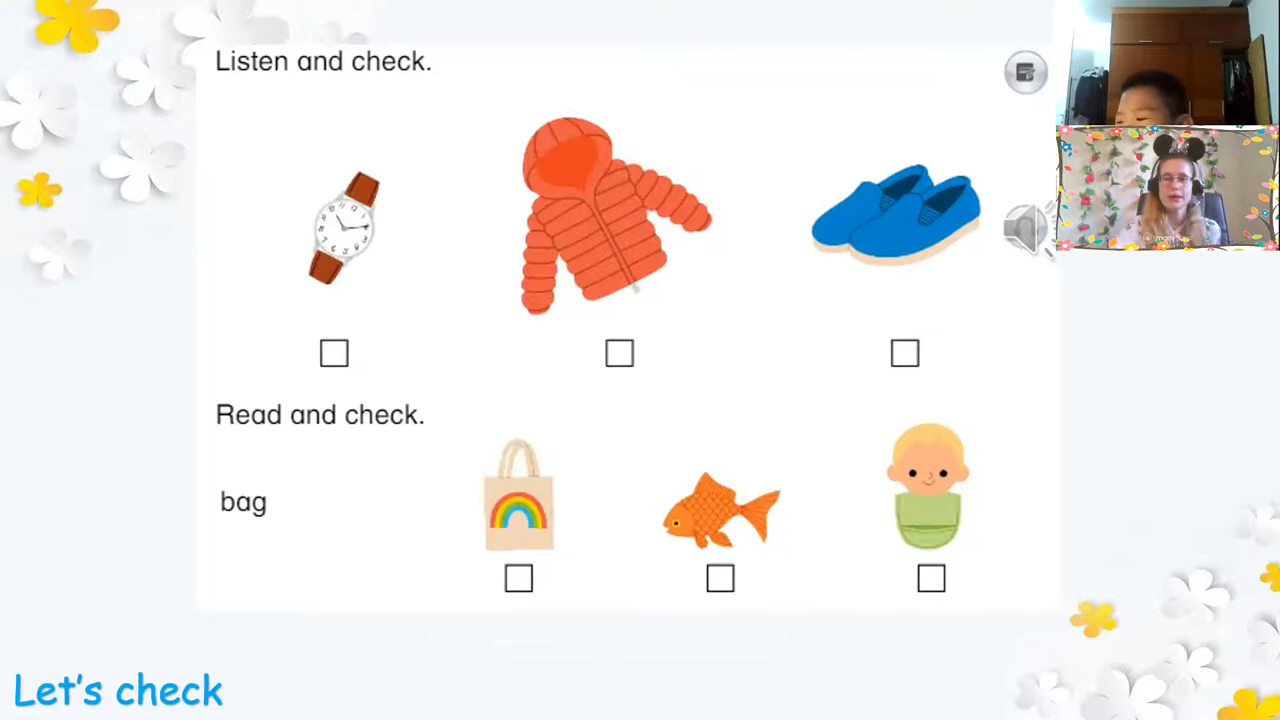 Listen and check.
Read and check.
bag
Let's check